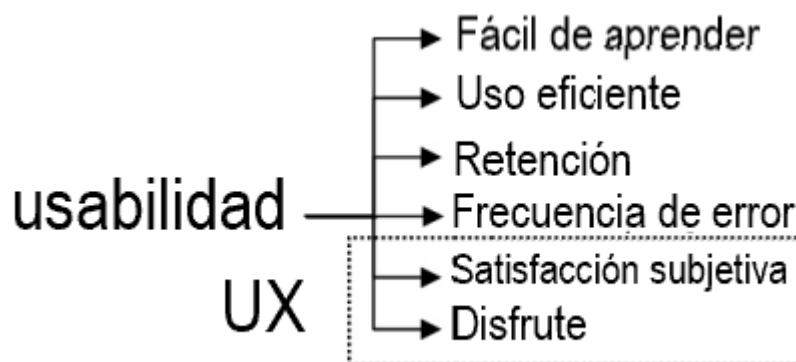 Fácil de aprender
Uso eficiente
Retención
usabilidad
Frecuencia de error
Satisfacción subjetiva
UX
Disfrute